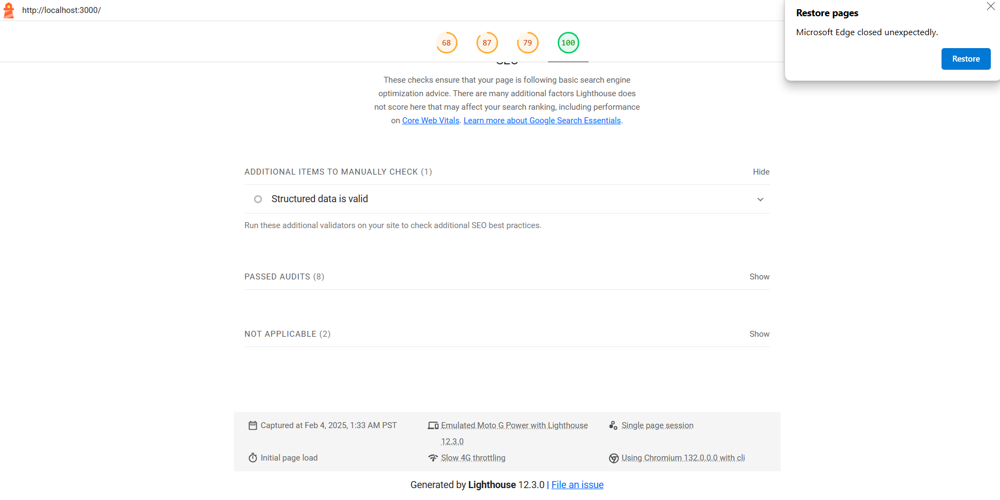 http://localhost:3000/
Restore pages
Microsoft Edge closed unexpectedly.
Restore
68
87
79
100
SEO
These checks ensure that your page is following basic search engine
optimization advice. There are many additional factors Lighthouse does
not score here that may affect your search ranking, including performance
on Core Web Vitals. Learn more about Google Search Essentials.
ADDITIONAL ITEMS TO MANUALLY CHECK (1)
Hide
Structured data is valid
Run these additional validators on your site to check additional SEO best practices.
PASSED AUDITS (8)
Show
NOT APPLICABLE (2)
Show
Captured at Feb 4, 2025, 1:33 AM PST
Emulated Moto G Power with Lighthouse
12.3.0
Single page session
Initial page load
Slow 4G throttling
Using Chromium 132.0.0.0 with cli
Generated by Lighthouse 12.3.0 | File an issue